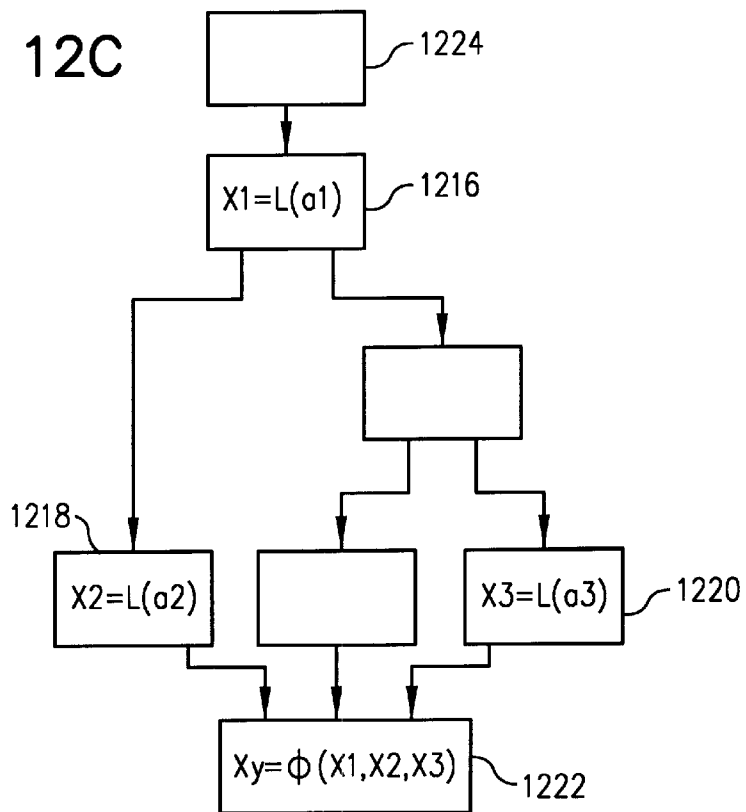 12C
1224
X1=L(a1)
1216
1218
X2=L(a2)
X3=L(a3)
1220
Xy=ϕ(X1,X2,X3)
1222